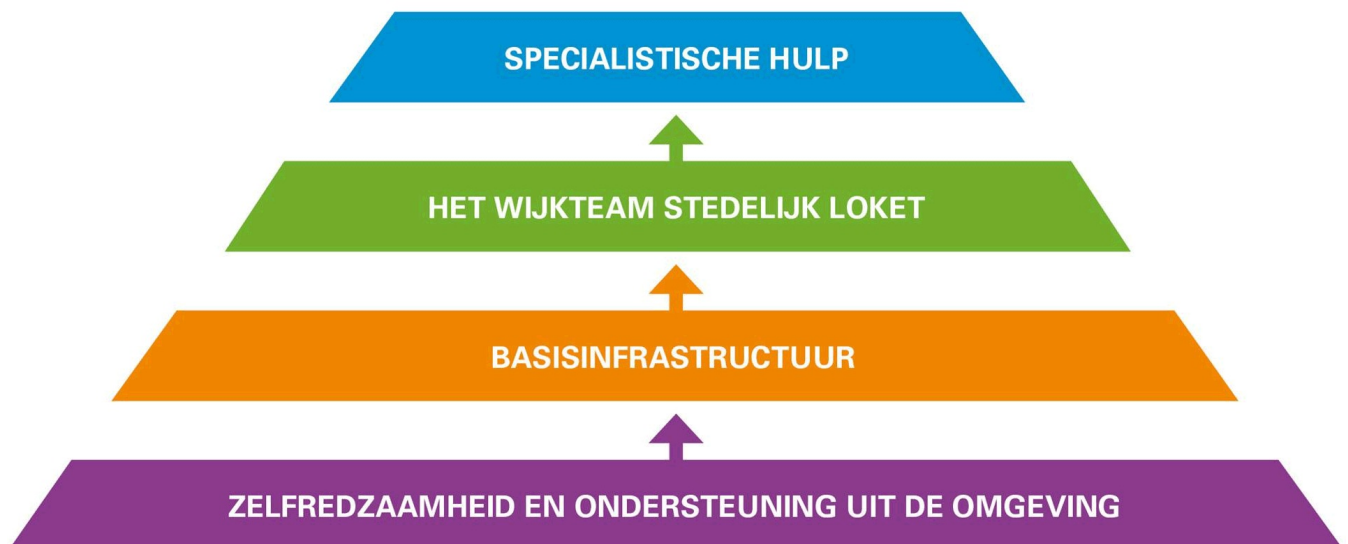 SPECIALISTISCHE HULP
HET WIJKTEAM STEDELIJK LOKET
BASISINFRASTRUCTUUR
ZELFREDZAAMHEID EN ONDERSTEUNING UIT DE OMGEVING